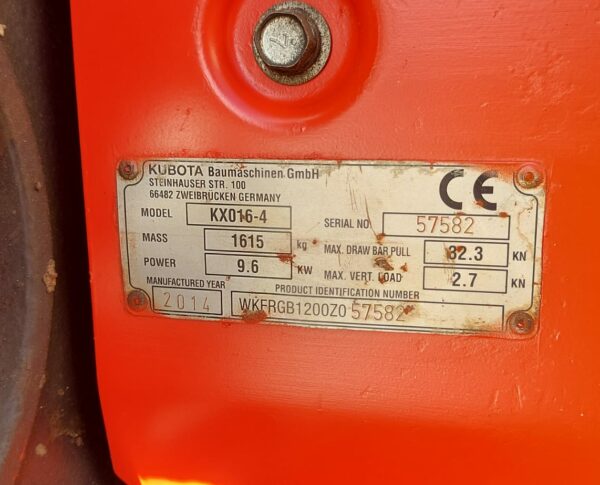 KUBOTA Baumaschinen GmbH
STEINHAUSER STR. 100
66482 ZWEIBRÜCKEN GERMANY
CE
MODEL KX016-4
SERIAL NO. 57582
MASS 1615 kg
MAX. DRAW BAR PULL 32.3 KN
POWER 9.6 KW
MAX. VERT. LOAD 2.7 KN
MANUFACTURED YEAR
PRODUCT IDENTIFICATION NUMBER
2014
WKFRGB1200Z057582